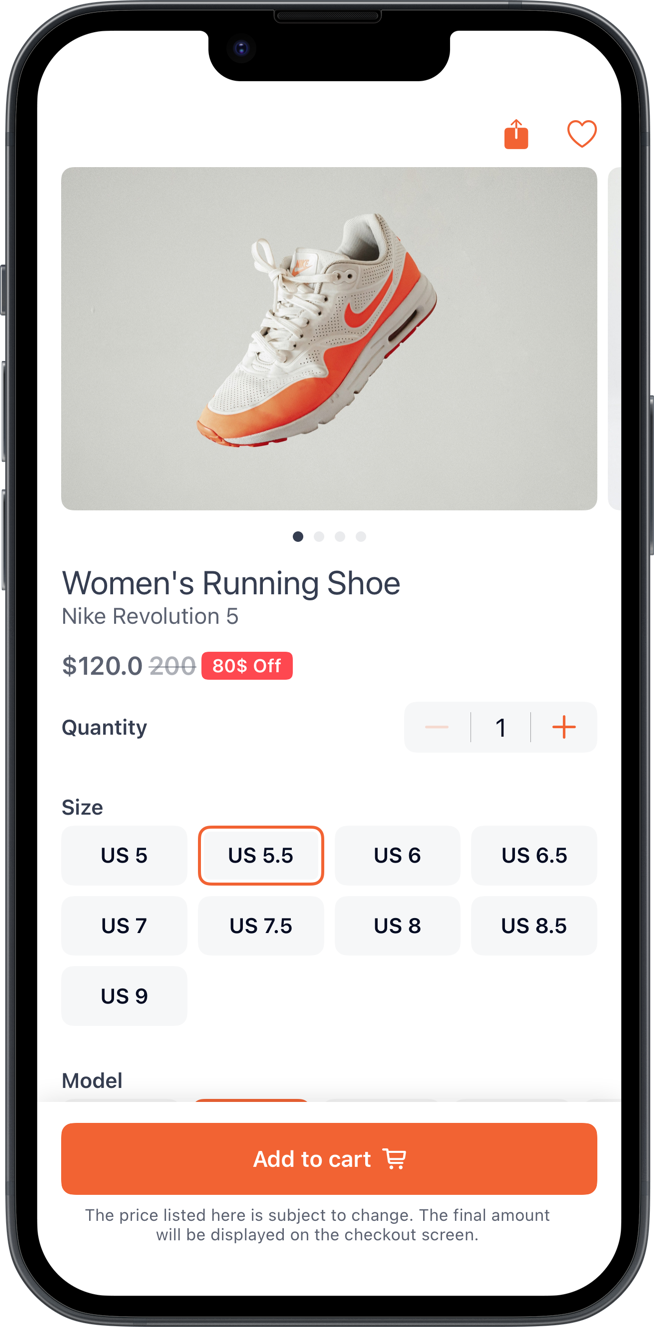 Women's Running Shoe
Nike Revolution 5
$120.0 200 80$ Off
Quantity
1
Size
US 5 US 5.5 US 6 US 6.5
US 7 US 7.5 US 8 US 8.5
US 9
Model
Add to cart
The price listed here is subject to change. The final amount
will be displayed on the checkout screen.